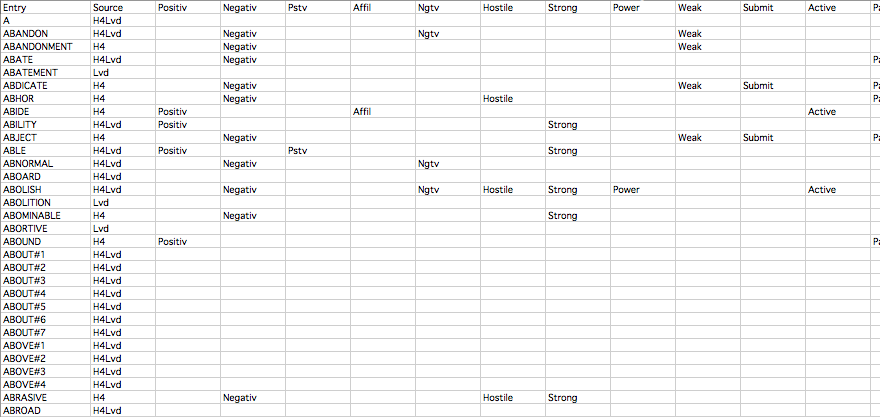 Entry Source Positiv Negativ Pstv Affil Ngtv Hostile Strong Power Weak Submit Active Pa
A H4Lvd
ABANDON H4Lvd Negativ Ngtv Weak
ABANDONMENT H4 Negativ Weak
ABATE H4Lvd Negativ Pa
ABATEMENT Lvd
ABDICATE H4 Negativ Weak Submit Pa
ABHOR H4 Negativ Hostile Pa
ABIDE H4 Positiv Affil Active
ABILITY H4Lvd Positiv Strong
ABJECT H4 Negativ Weak Submit Pa
ABLE H4Lvd Positiv Pstv Strong
ABNORMAL H4Lvd Negativ Ngtv
ABOARD H4Lvd
ABOLISH H4Lvd Negativ Ngtv Hostile Strong Power Active
ABOLITION Lvd
ABOMINABLE H4 Negativ Strong
ABORTIVE Lvd
ABOUND H4 Positiv Pa
ABOUT#1 H4Lvd
ABOUT#2 H4Lvd
ABOUT#3 H4Lvd
ABOUT#4 H4Lvd
ABOUT#5 H4Lvd
ABOUT#6 H4Lvd
ABOUT#7 H4Lvd
ABOVE#1 H4Lvd
ABOVE#2 H4Lvd
ABOVE#3 H4Lvd
ABOVE#4 H4Lvd
ABRASIVE H4 Negativ Hostile Strong
ABROAD H4Lvd